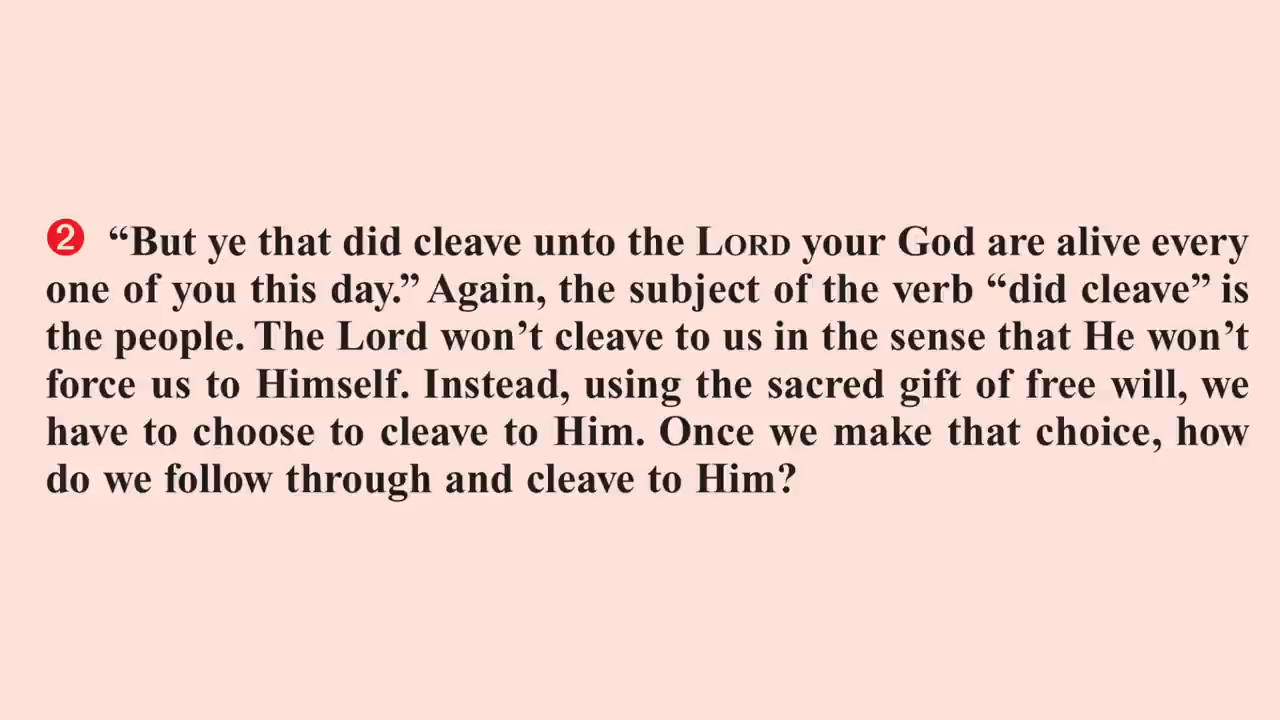 ❷ “But ye that did cleave unto the LORD your God are alive every
one of you this day.” Again, the subject of the verb “did cleave” is
the people. The Lord won’t cleave to us in the sense that He won’t
force us to Himself. Instead, using the sacred gift of free will, we
have to choose to cleave to Him. Once we make that choice, how
do we follow through and cleave to Him?